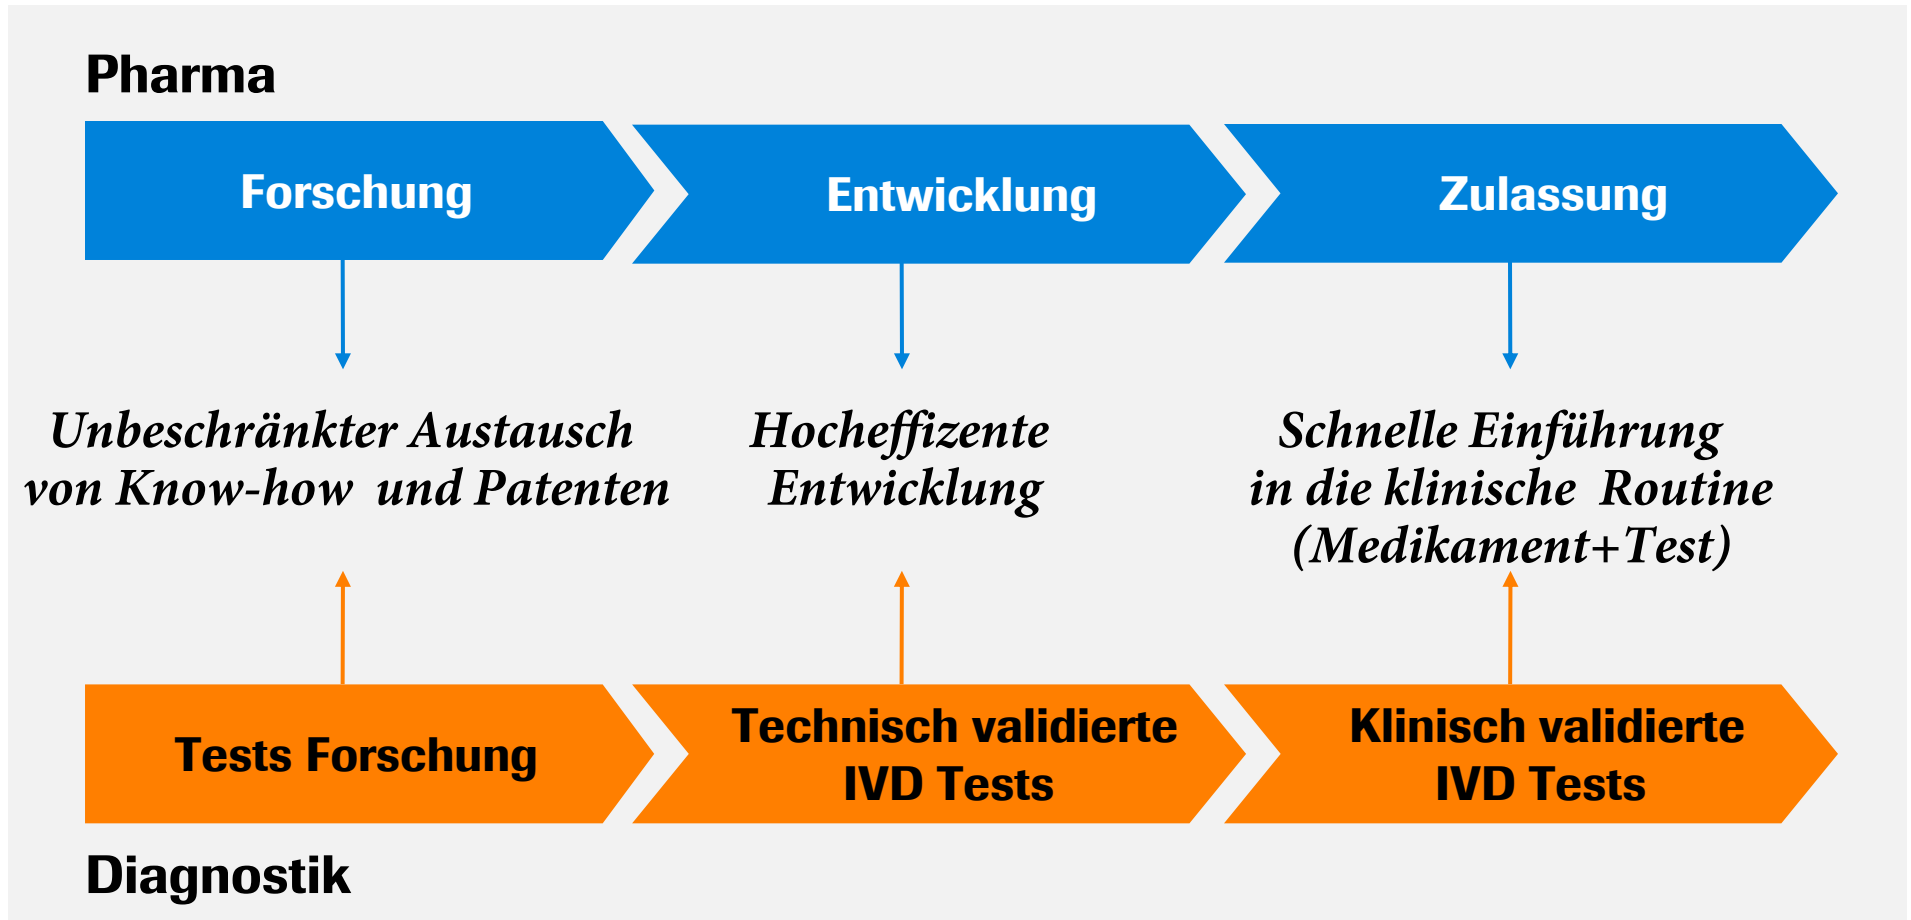 Pharma
Forschung
Entwicklung
Zulassung
Unbeschränkter Austausch
von Know-how und Patenten
Hocheffizente
Entwicklung
Schnelle Einführung
in die klinische Routine
(Medikament+Test)
Tests Forschung
Technisch validierte
IVD Tests
Klinisch validierte
IVD Tests
Diagnostik